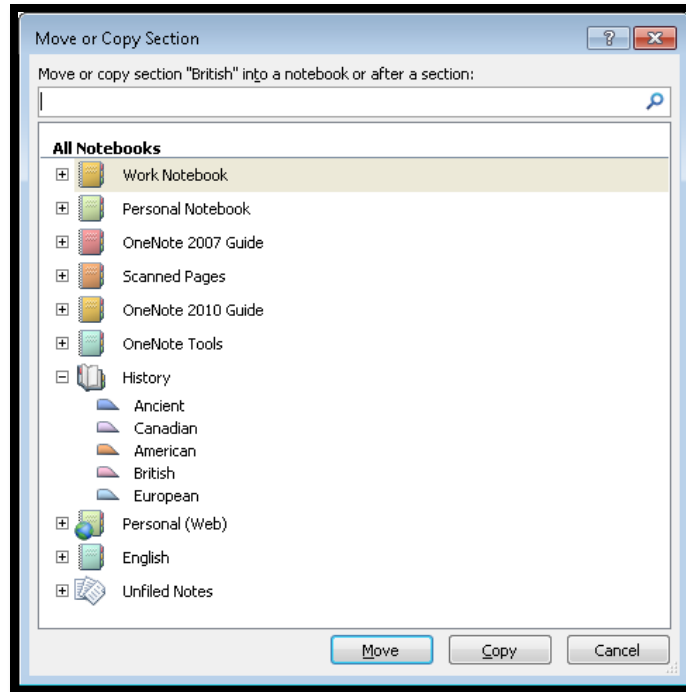 Move or Copy Section
Move or copy section "British" into a notebook or after a section:
All Notebooks
Work Notebook
Personal Notebook
OneNote 2007 Guide
Scanned Pages
OneNote 2010 Guide
OneNote Tools
History
Ancient
Canadian
American
British
European
Personal (Web)
English
Unfiled Notes
Move Copy Cancel